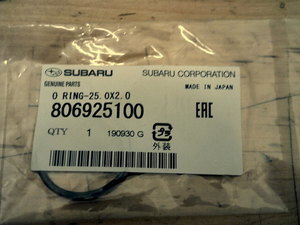 SUBARU SUBARU CORPORATION
GENUINE PARTS
MADE IN JAPAN
O RING-25.0X2.0
806925100 EAC
QTY 1 190930 G
外装